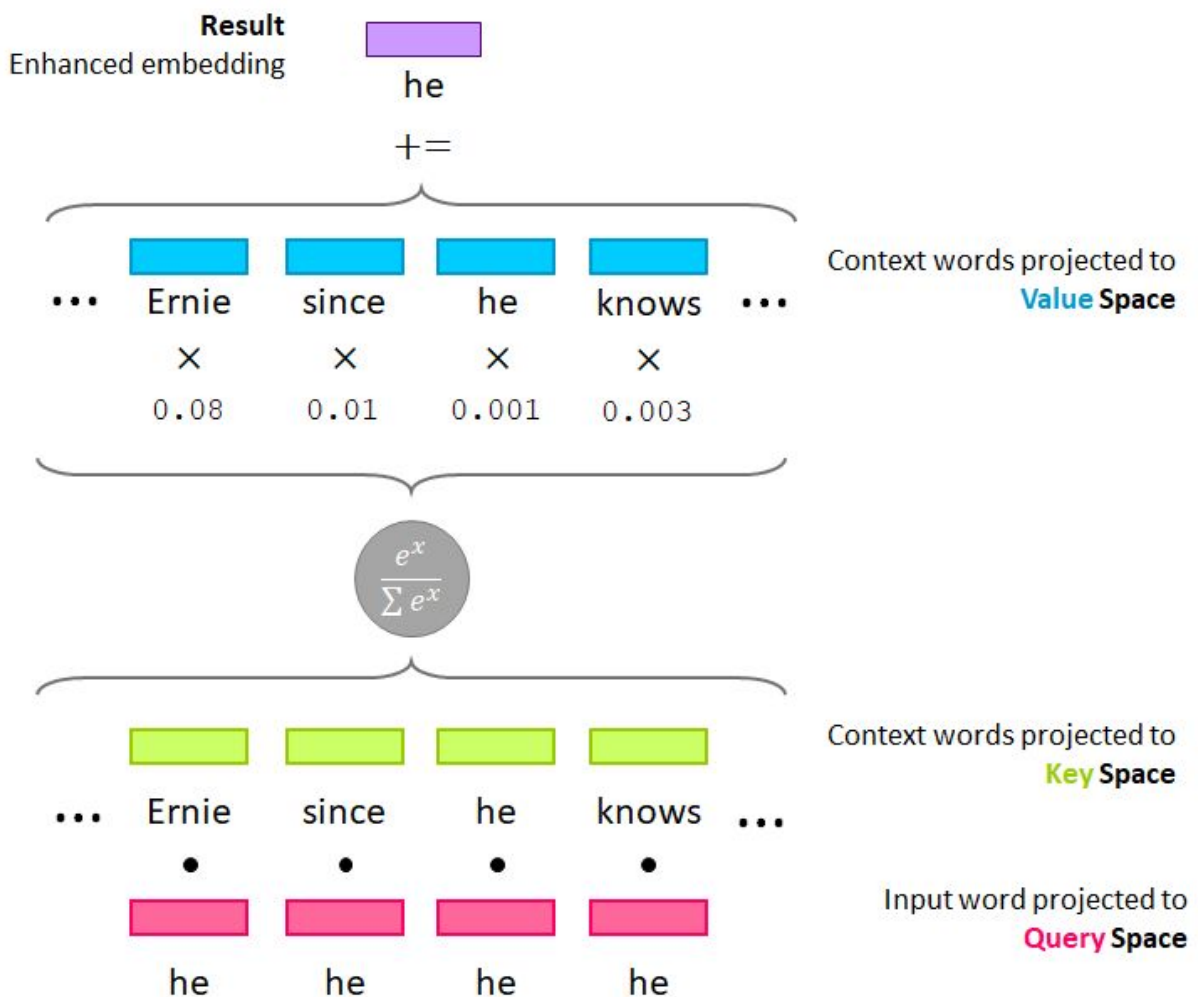 Result
Enhanced embedding
he
+=
Context words projected to
Value Space
... Ernie since he knows ...
× × × ×
0.08 0.01 0.001 0.003
e^x
∑ e^x
Context words projected to
Key Space
... Ernie since he knows ...
• • • •
Input word projected to
Query Space
he he he he